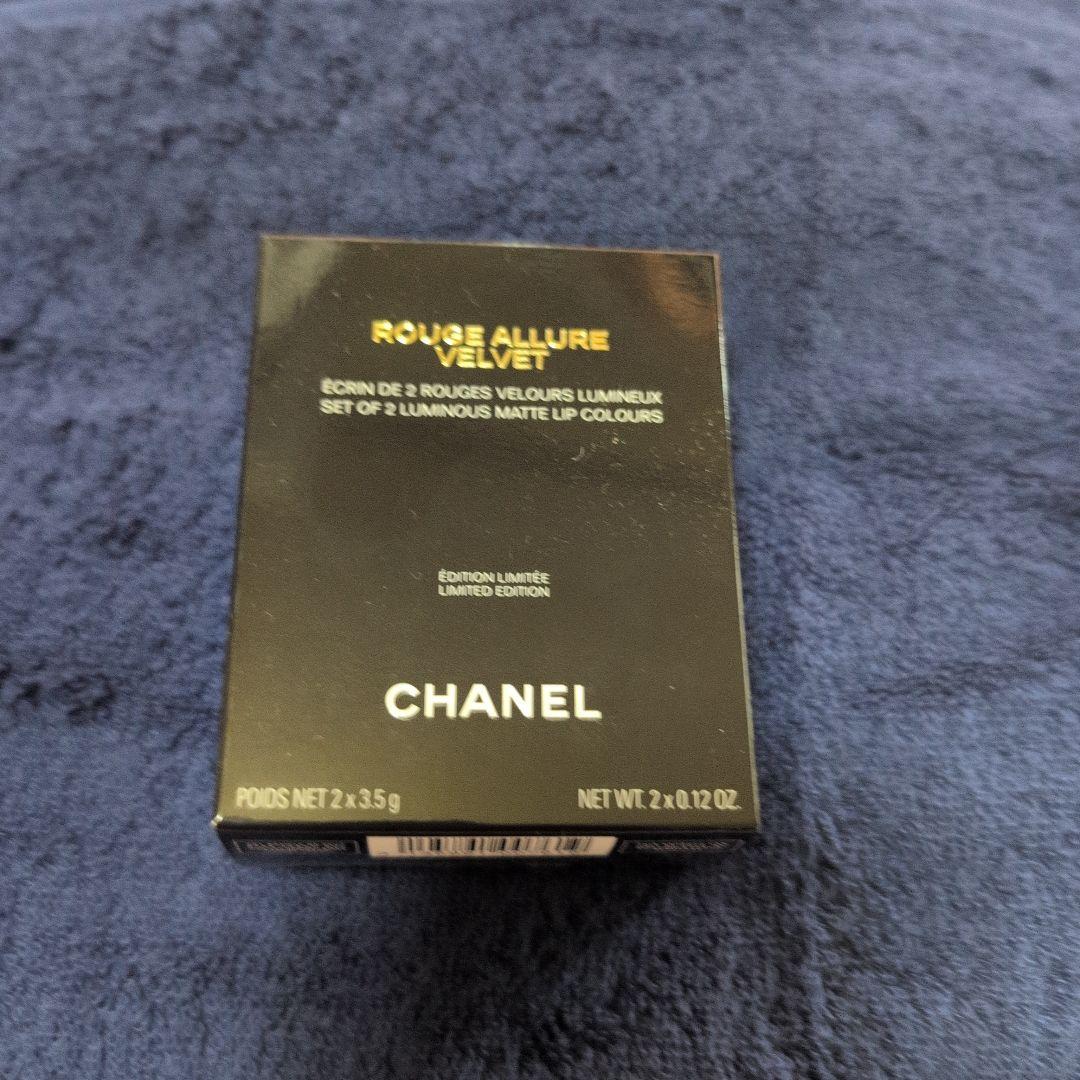 ROUGE ALLURE
VELVET
ÉCRIN DE 2 ROUGES VELOURS LUMINEUX
SET OF 2 LUMINOUS MATTE LIP COLOURS
ÉDITION LIMITÉE
LIMITED EDITION
CHANEL
POIDS NET 2 x 3.5 g
NET WT. 2 x 0.12 OZ.